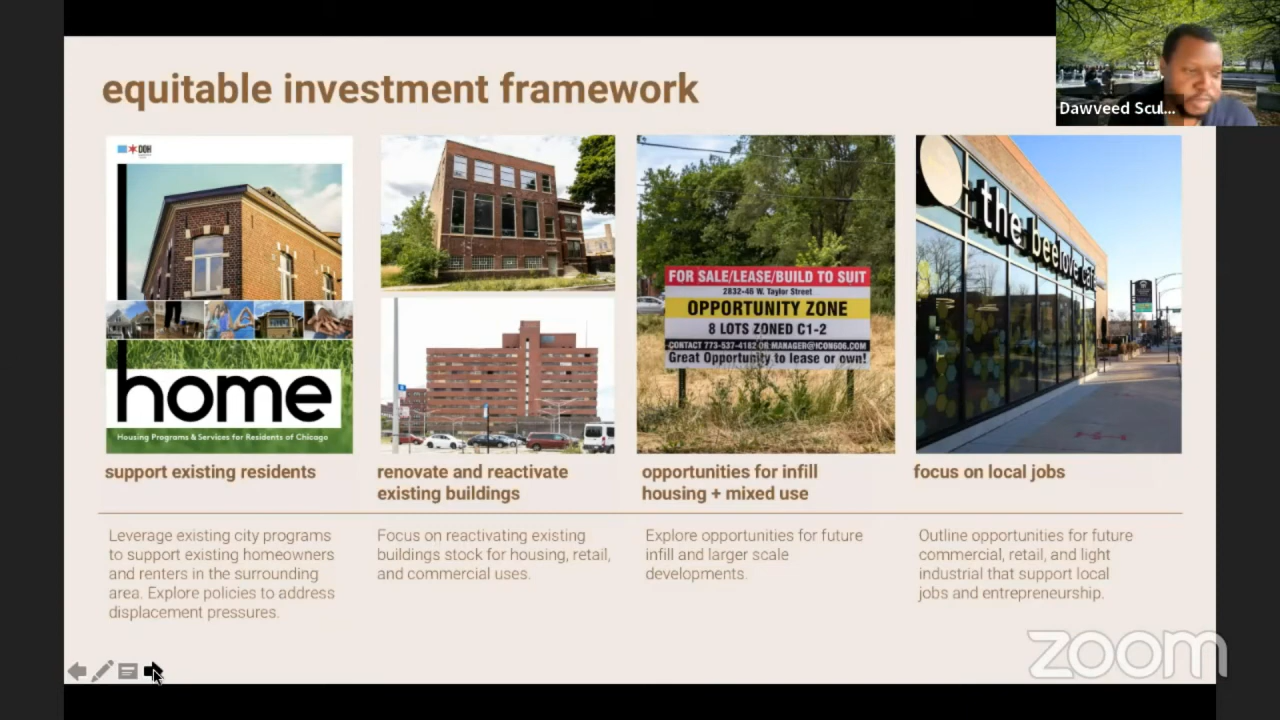 equitable investment framework
Dawveed Scul...
DOH
home
Housing Programs & Services for Residents of Chicago
FOR SALE/LEASE/BUILD TO SUIT
2832-46 W. Taylor Street
OPPORTUNITY ZONE
8 LOTS ZONED C1-2
CONTACT 773-537-4182 OR MANAGER@ICON606.COM
Great Opportunity to lease or own!
the beelove caf
support existing residents
Leverage existing city programs
to support existing homeowners
and renters in the surrounding
area. Explore policies to address
displacement pressures.
renovate and reactivate
existing buildings
Focus on reactivating existing
buildings stock for housing, retail,
and commercial uses.
opportunities for infill
housing + mixed use
Explore opportunities for future
infill and larger scale
developments.
focus on local jobs
Outline opportunities for future
commercial, retail, and light
industrial that support local
jobs and entrepreneurship.
zoom